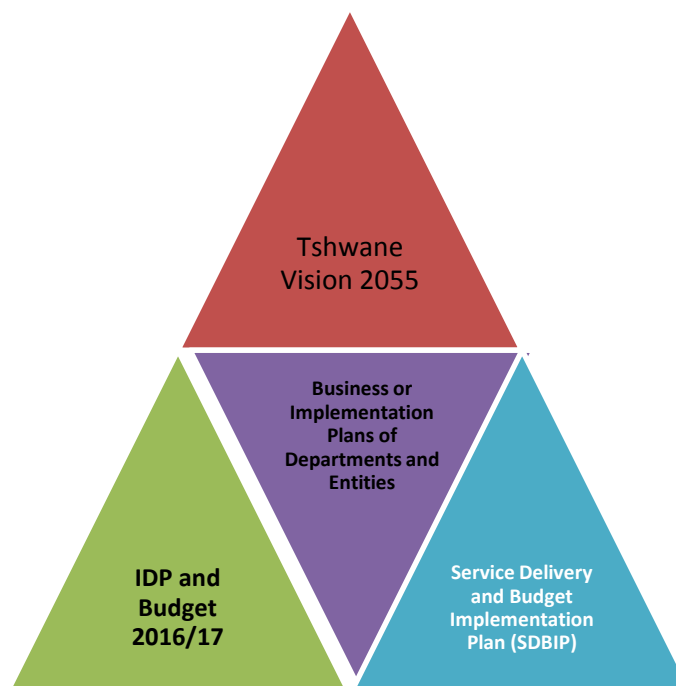 Tshwane
Vision 2055
Business or
Implementation
Plans of
Departments and
Entities
IDP and
Budget
2016/17
Service Delivery
and Budget
Implementation
Plan (SDBIP)